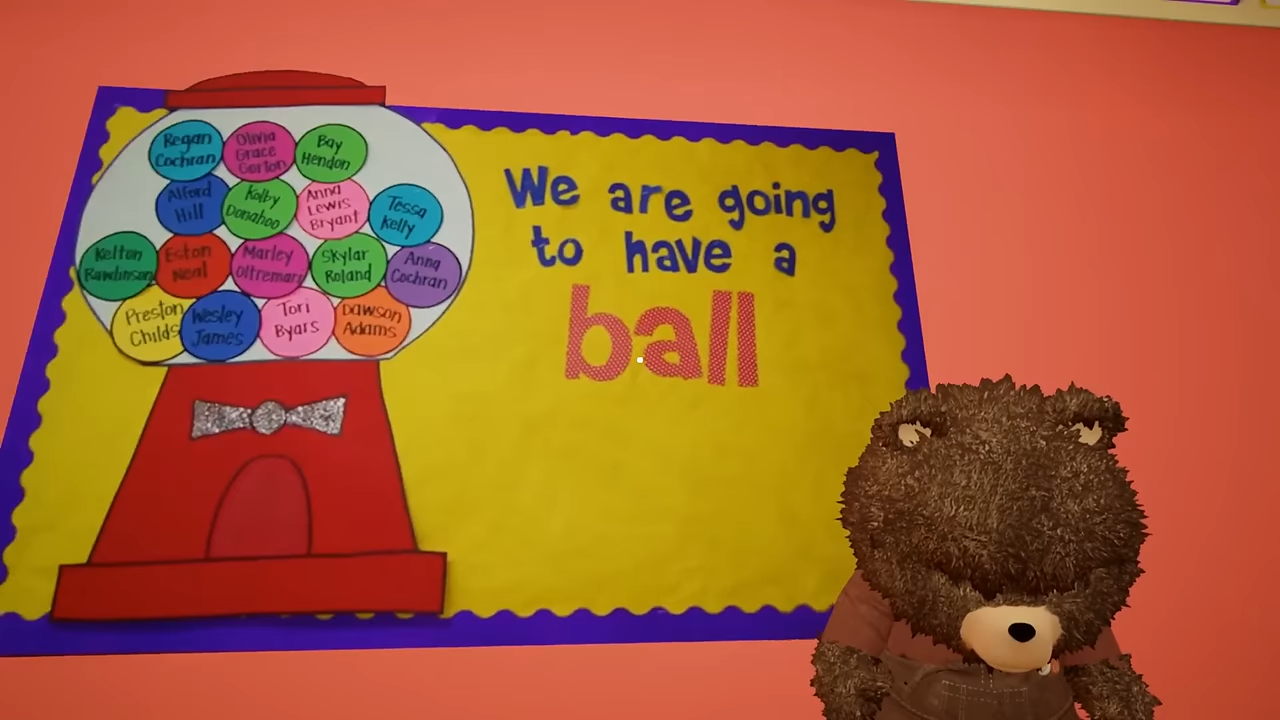 Regan
Cochran
Olivia
Grace
Gorton
Bay
Hendon
Alford
Hill
Kolby
Donahoo
Anna
Lewis
Bryant
Tessa
Kelly
Kelton
Rawlinson
Eston
Neal
Marley
Oltremari
Skylar
Roland
Anna
Cochran
Preston
Childs
Wesley
James
Tori
Byars
Dawson
Adams
We are going
to have a
ball